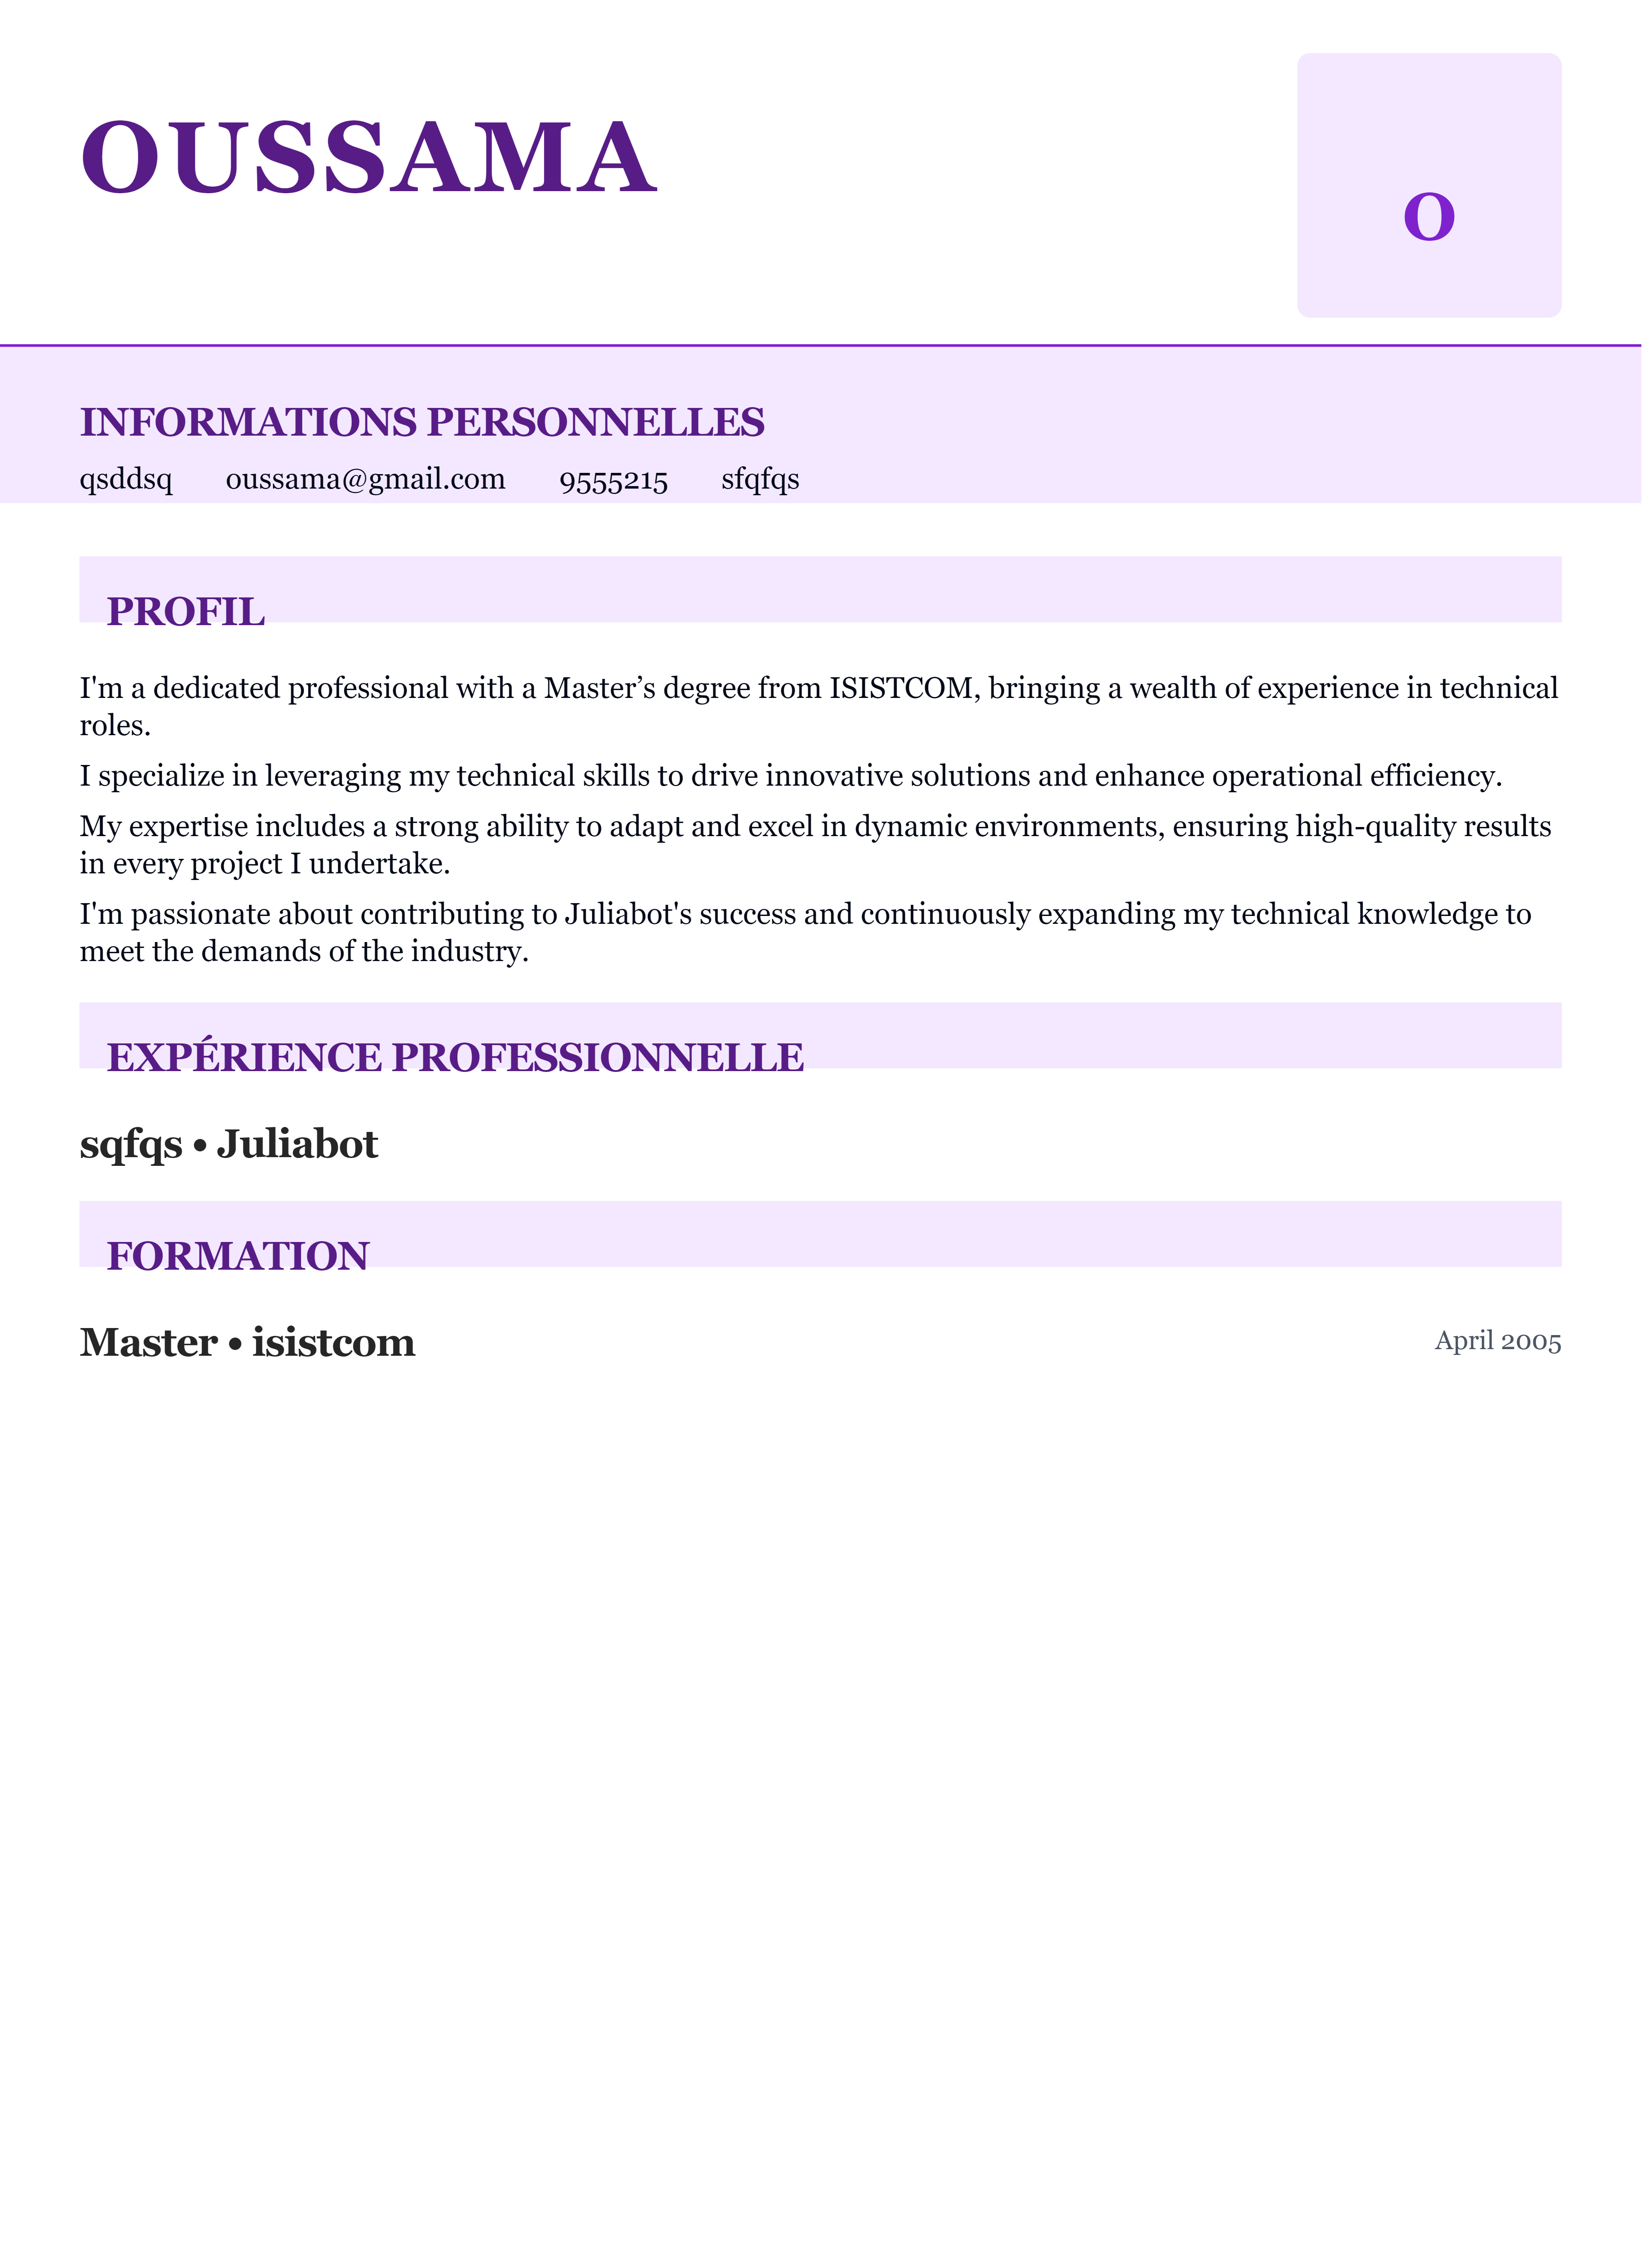 OUSSAMA
O
INFORMATIONS PERSONNELLES
qsddsq oussama@gmail.com 9555215 sfqfqs
PROFIL
I'm a dedicated professional with a Master’s degree from ISISTCOM, bringing a wealth of experience in technical
roles.
I specialize in leveraging my technical skills to drive innovative solutions and enhance operational efficiency.
My expertise includes a strong ability to adapt and excel in dynamic environments, ensuring high-quality results
in every project I undertake.
I'm passionate about contributing to Juliabot's success and continuously expanding my technical knowledge to
meet the demands of the industry.
EXPÉRIENCE PROFESSIONNELLE
sqfqs • Juliabot
FORMATION
Master • isistcom April 2005